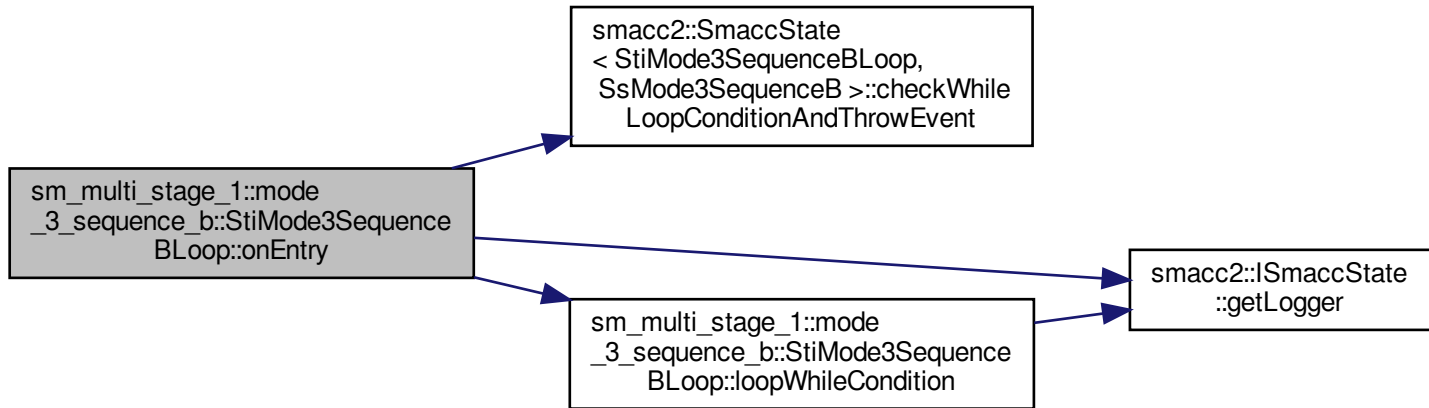 smacc2::SmaccState
< StiMode3SequenceBLoop,
SsMode3SequenceB >::checkWhile
LoopConditionAndThrowEvent
sm_multi_stage_1::mode
_3_sequence_b::StiMode3Sequence
BLoop::onEntry
smacc2::ISmaccState
::getLogger
sm_multi_stage_1::mode
_3_sequence_b::StiMode3Sequence
BLoop::loopWhileCondition